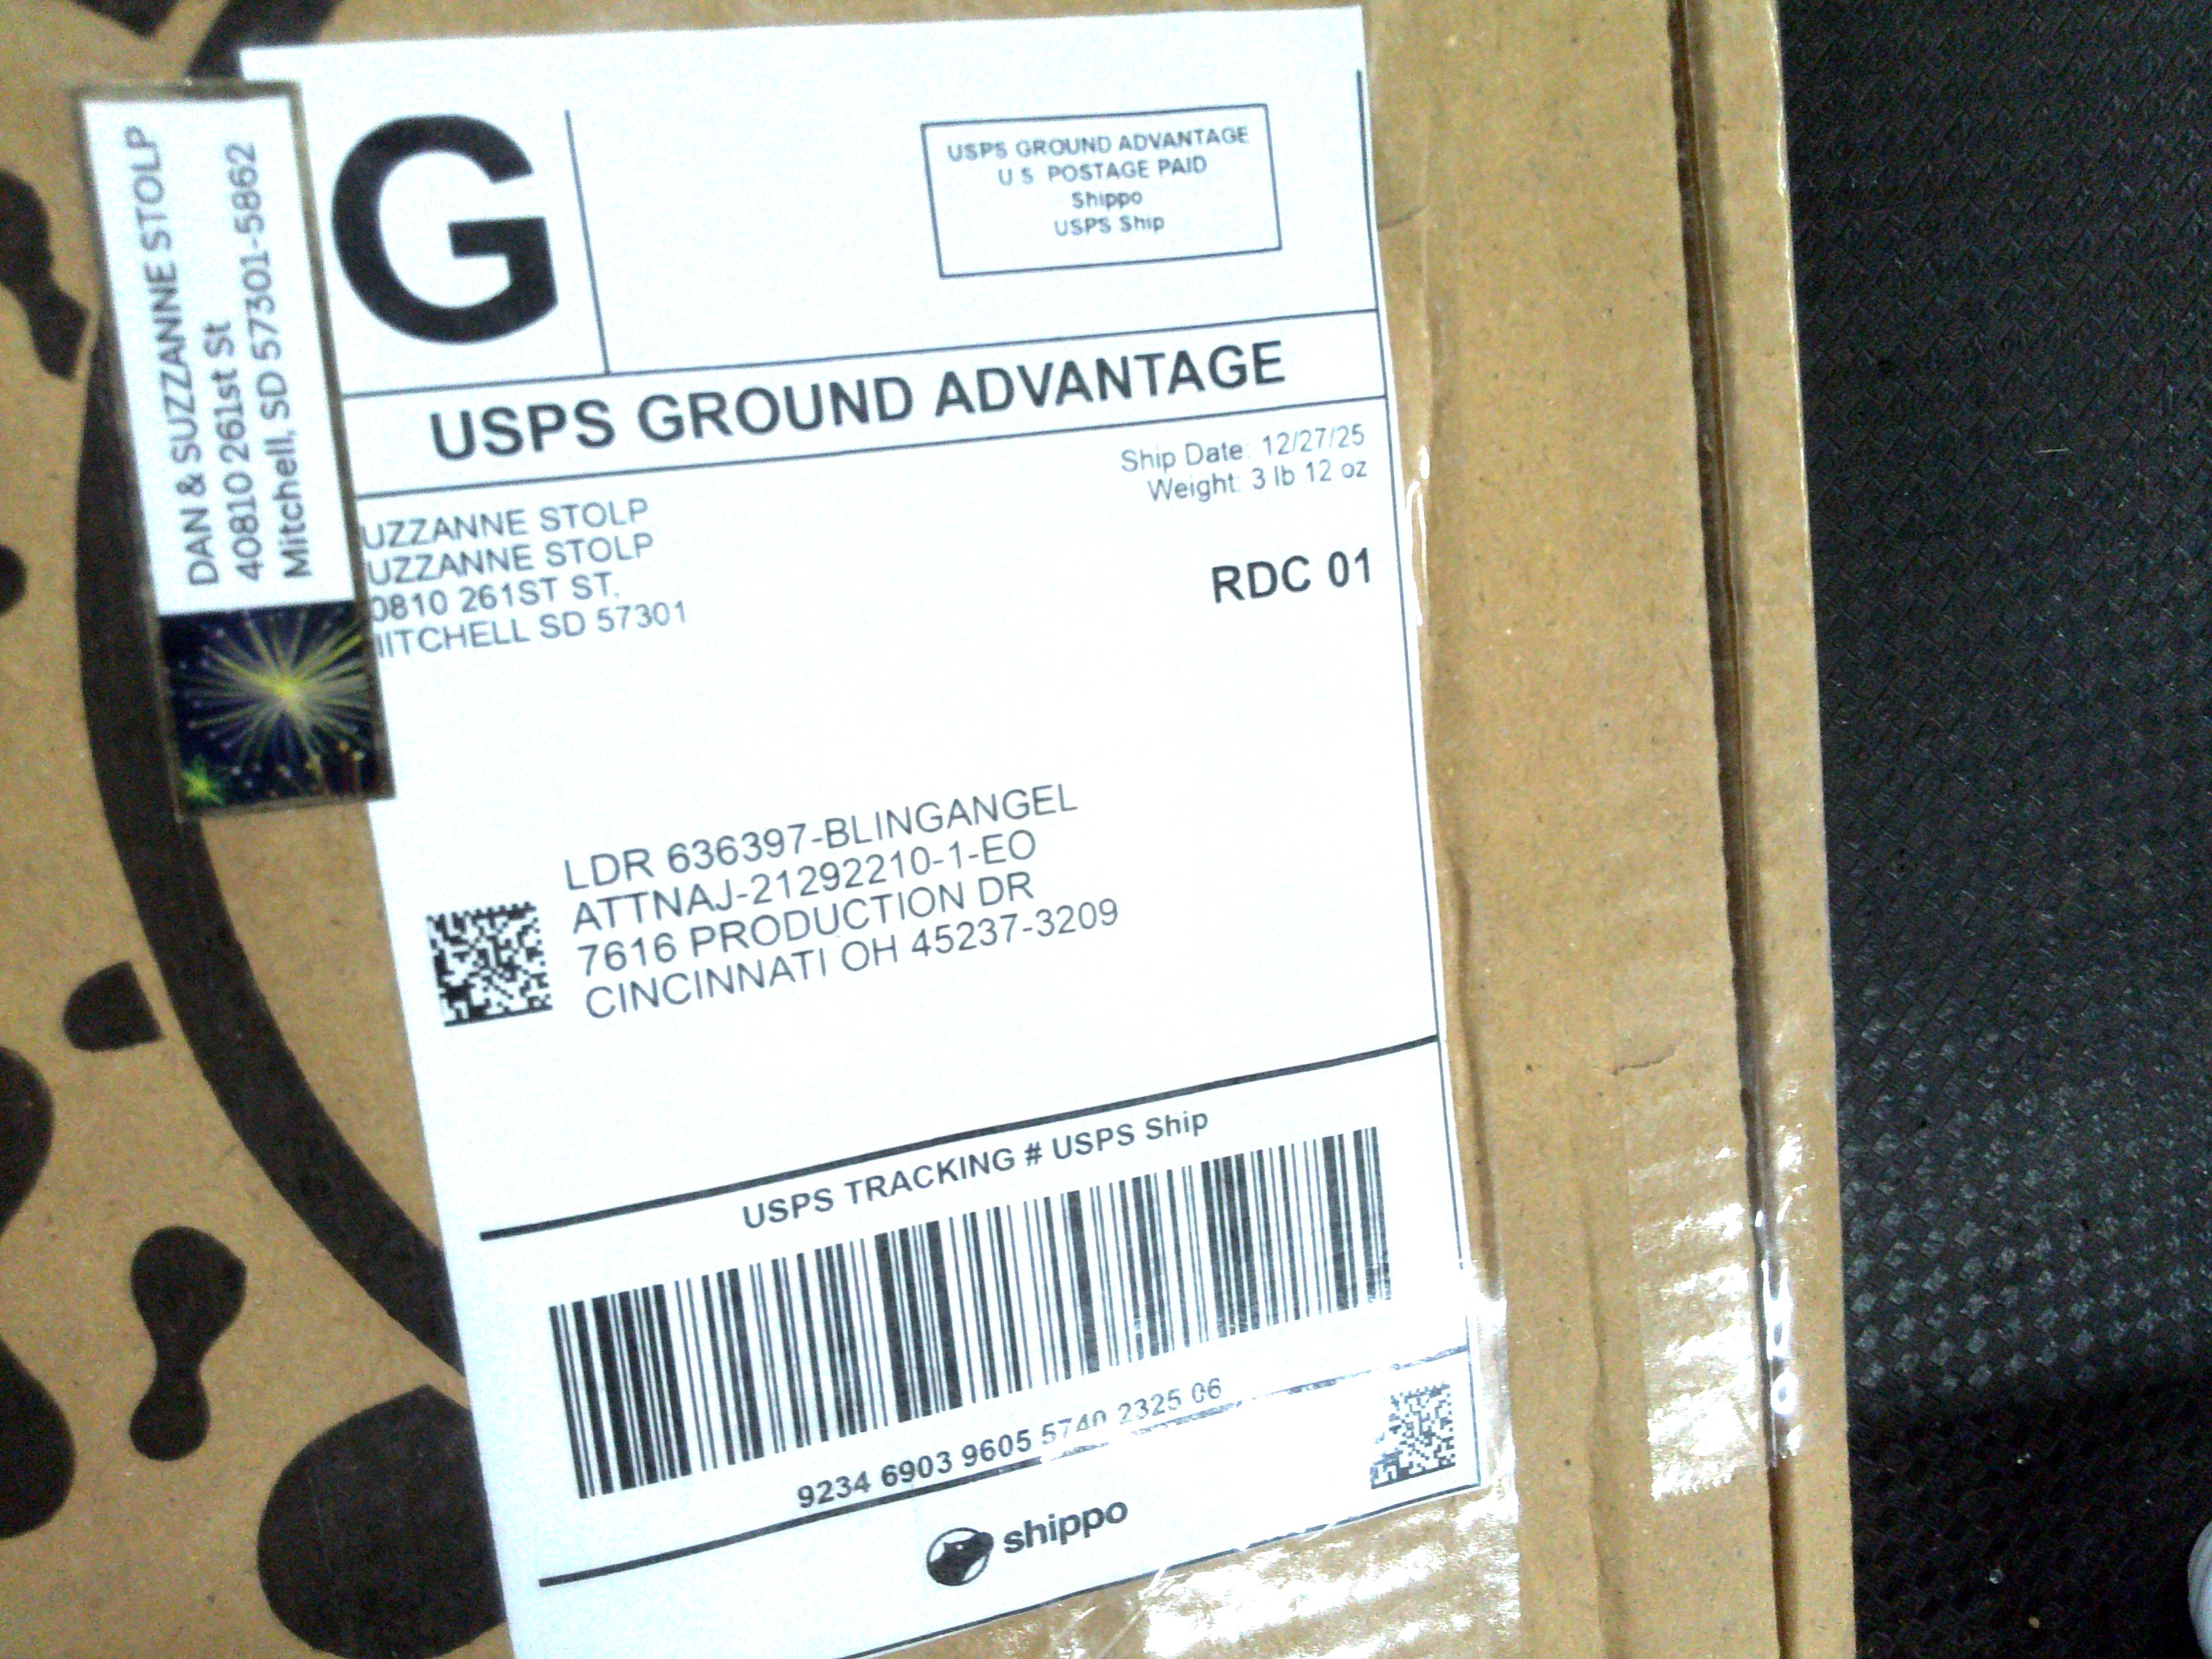 DAN & SUZZANNE STOLP
40810 261st St
Mitchell, SD 57301-5862
G
USPS GROUND ADVANTAGE
U S POSTAGE PAID
Shippo
USPS Ship
USPS GROUND ADVANTAGE
Ship Date: 12/27/25
Weight: 3 lb 12 oz
UZZANNE STOLP
UZZANNE STOLP
0810 261ST ST.
MITCHELL SD 57301
RDC 01
LDR 636397-BLINGANGEL
ATTNAJ-21292210-1-EO
7616 PRODUCTION DR
CINCINNATI OH 45237-3209
USPS TRACKING # USPS Ship
9234 6903 9605 5740 2325 06
shippo